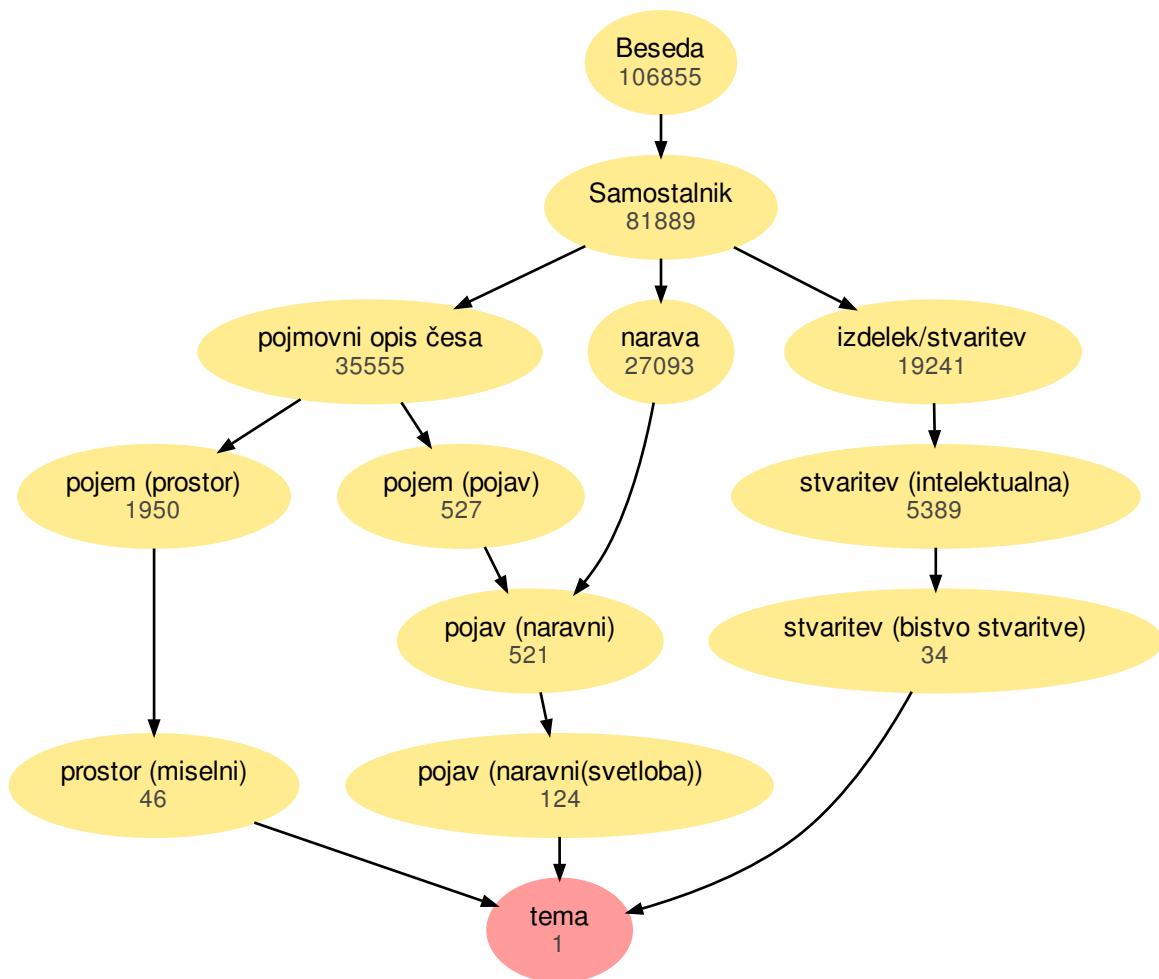 Beseda
106855
Samostalnik
81889
pojmovni opis česa
35555
narava
27093
izdelek/stvaritev
19241
pojem (prostor)
1950
pojem (pojav)
527
stvaritev (intelektualna)
5389
pojav (naravni)
521
stvaritev (bistvo stvaritve)
34
prostor (miselni)
46
pojav (naravni(svetloba))
124
tema
1